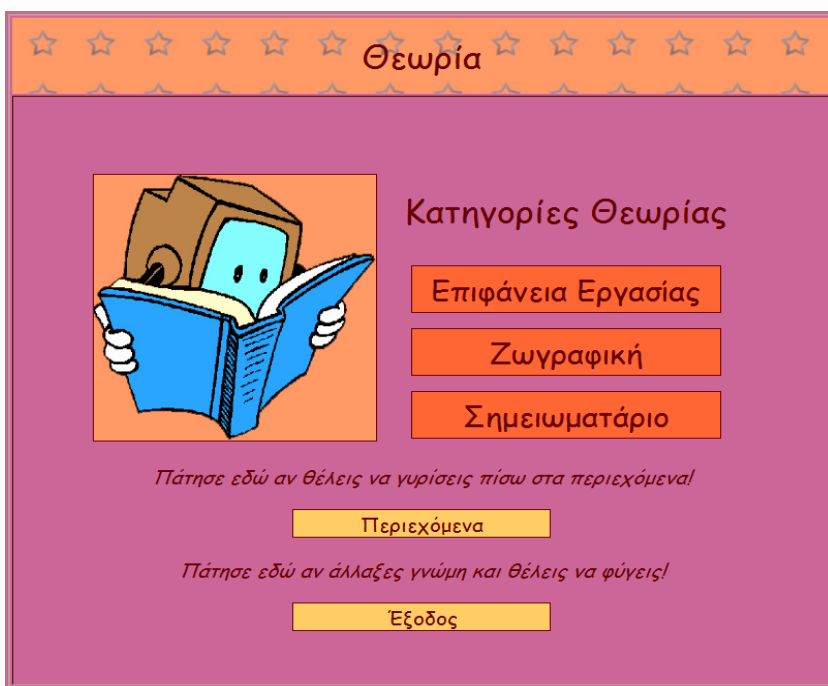 Θεωρία
Κατηγορίες Θεωρίας
Επιφάνεια Εργασίας
Ζωγραφική
Σημειωματάριο
Πάτησε εδώ αν θέλεις να γυρίσεις πίσω στα περιεχόμενα!
Περιεχόμενα
Πάτησε εδώ αν άλλαξες γνώμη και θέλεις να φύγεις!
Έξοδος